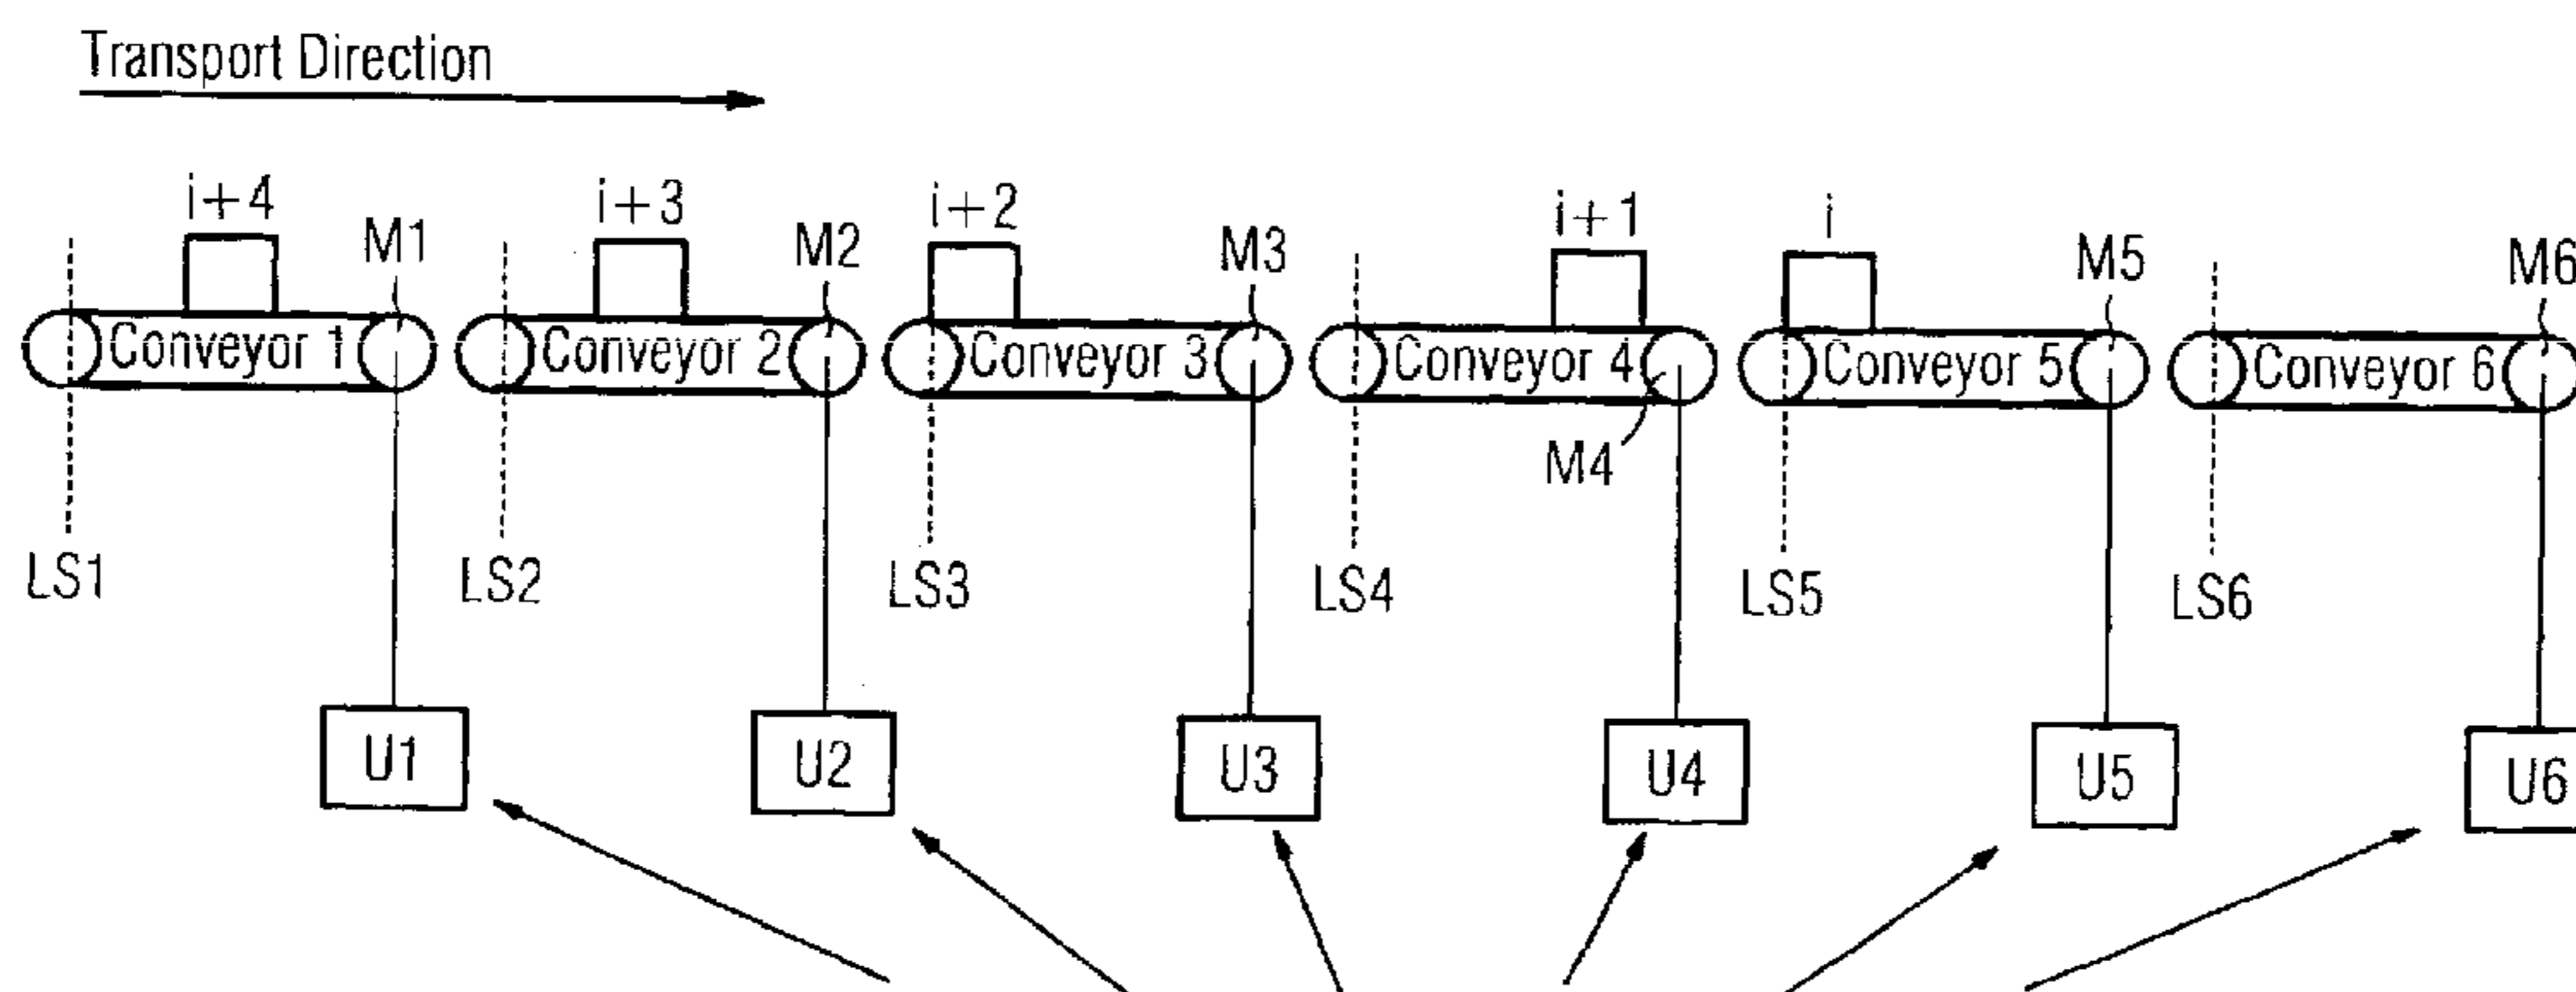 Transport Direction
i+4
i+3
i+2
i+1
i
M1
M2
M3
M5
M6
Conveyor 1
Conveyor 2
Conveyor 3
Conveyor 4
Conveyor 5
Conveyor 6
M4
LS1
LS2
LS3
LS4
LS5
LS6
U1
U2
U3
U4
U5
U6